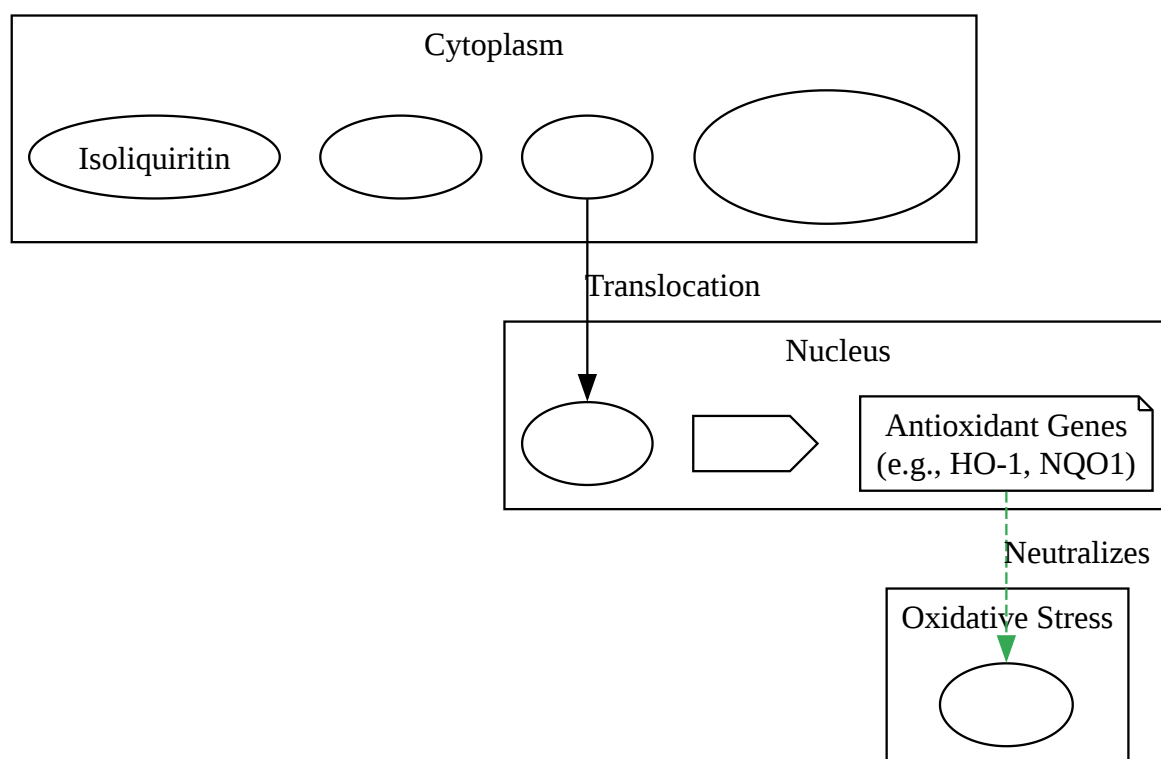 Cytoplasm
Isoliquiritin
Translocation
Nucleus
Antioxidant Genes
(e.g., HO-1, NQO1)
Neutralizes
Oxidative Stress